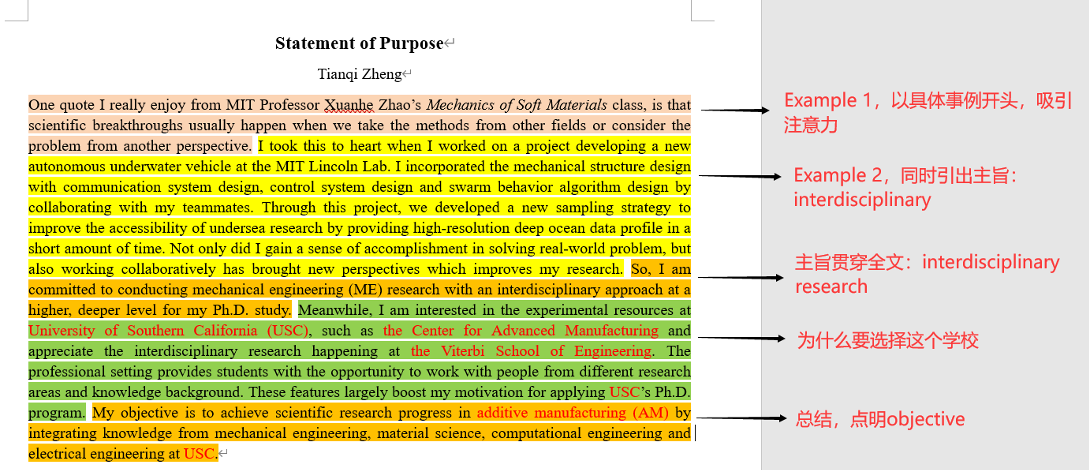 Statement of Purpose
Tianqi Zheng
One quote I really enjoy from MIT Professor Xuanhe Zhao’s Mechanics of Soft Materials class, is that
scientific breakthroughs usually happen when we take the methods from other fields or consider the
problem from another perspective. I took this to heart when I worked on a project developing a new
autonomous underwater vehicle at the MIT Lincoln Lab. I incorporated the mechanical structure design
with communication system design, control system design and swarm behavior algorithm design by
collaborating with my teammates. Through this project, we developed a new sampling strategy to
improve the accessibility of undersea research by providing high-resolution deep ocean data profile in a
short amount of time. Not only did I gain a sense of accomplishment in solving real-world problem, but
also working collaboratively has brought new perspectives which improves my research. So, I am
committed to conducting mechanical engineering (ME) research with an interdisciplinary approach at a
higher, deeper level for my Ph.D. study. Meanwhile, I am interested in the experimental resources at
University of Southern California (USC), such as the Center for Advanced Manufacturing and
appreciate the interdisciplinary research happening at the Viterbi School of Engineering. The
professional setting provides students with the opportunity to work with people from different research
areas and knowledge background. These features largely boost my motivation for applying USC’s Ph.D.
program. My objective is to achieve scientific research progress in additive manufacturing (AM) by
integrating knowledge from mechanical engineering, material science, computational engineering and
electrical engineering at USC.
Example 1，以具体事例开头，吸引
注意力
Example 2，同时引出主旨：
interdisciplinary
主旨贯穿全文：interdisciplinary
research
为什么要选择这个学校
总结，点明objective